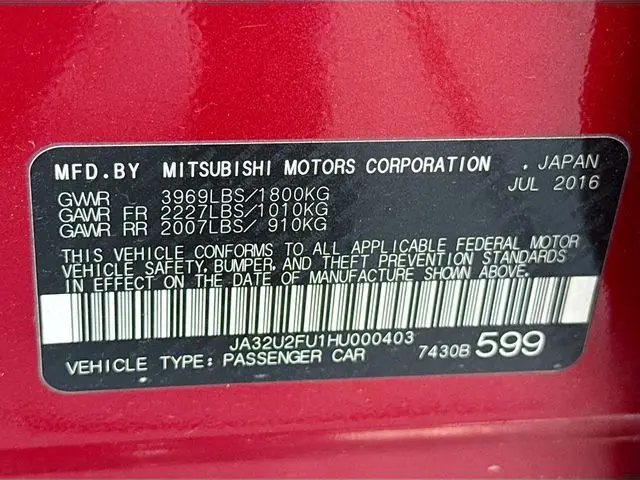 MFD.BY MITSUBISHI MOTORS CORPORATION , JAPAN
JUL 2016
GVWR 3969LBS/1800KG
GAWR FR 2227LBS/1010KG
GAWR RR 2007LBS/ 910KG
THIS VEHICLE CONFORMS TO ALL APPLICABLE FEDERAL MOTOR
VEHICLE SAFETY, BUMPER, AND THEFT PREVENTION STANDARDS
IN EFFECT ON THE DATE OF MANUFACTURE SHOWN ABOVE.
JA32U2FU1HU000403
VEHICLE TYPE: PASSENGER CAR 7430B 599